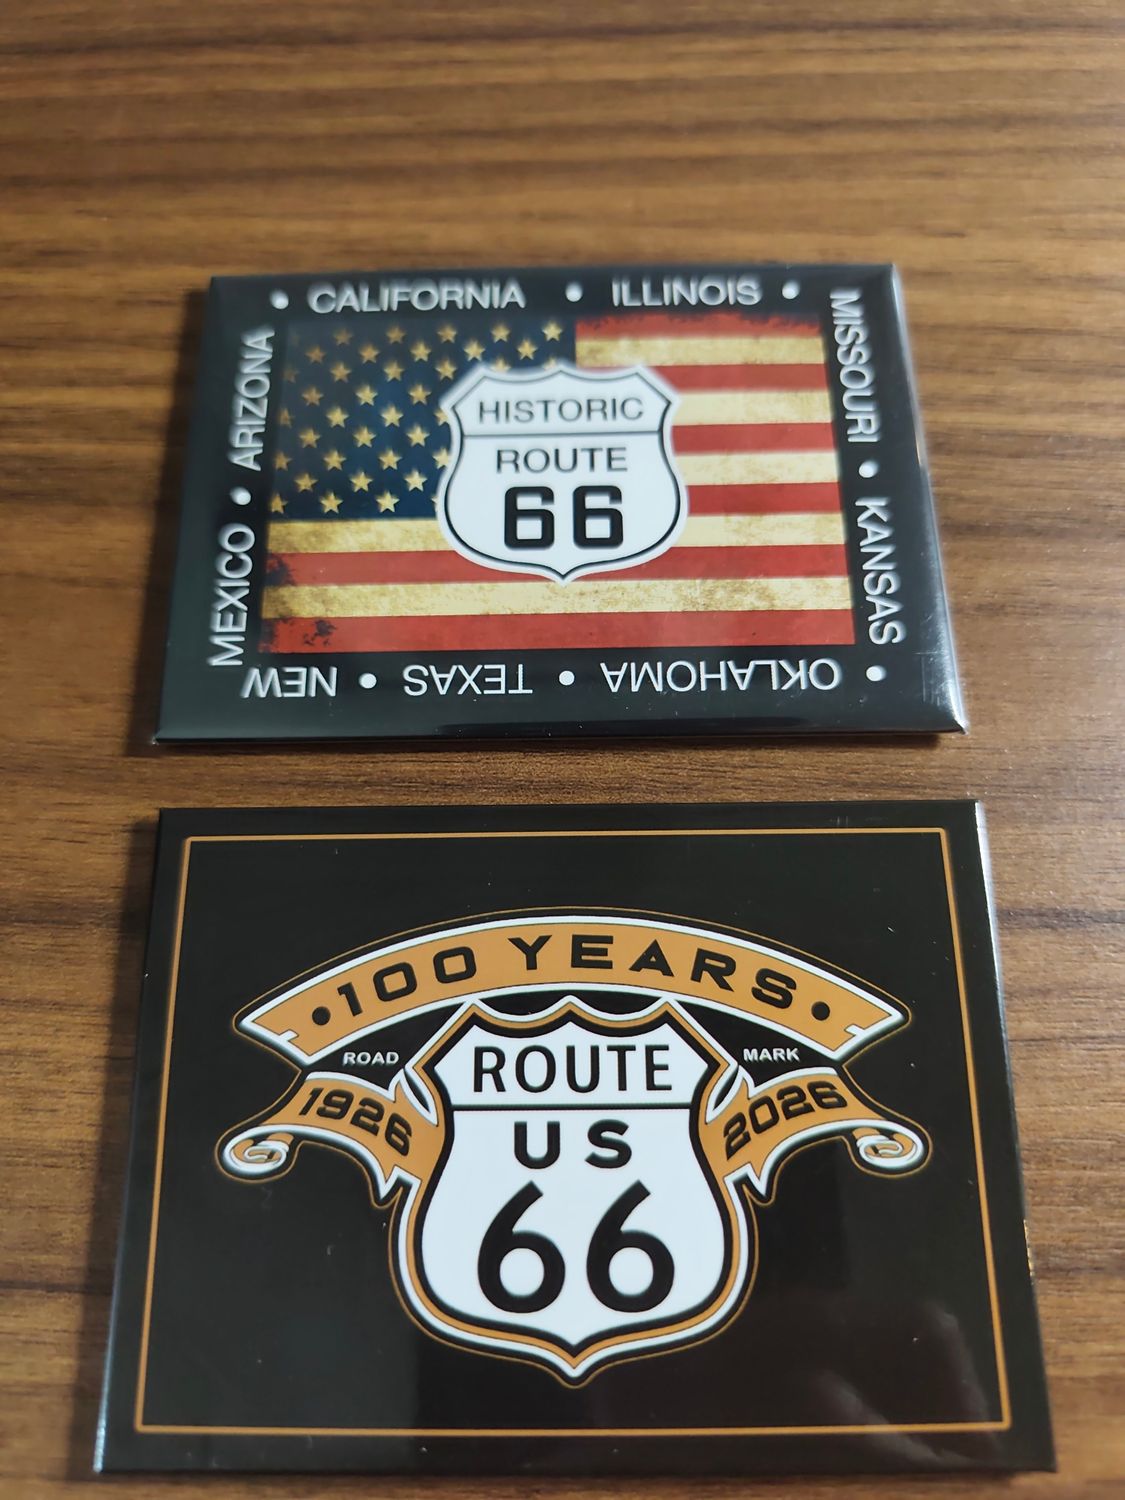 • CALIFORNIA • ILLINOIS •
MISSOURI • KANSAS •
OKLAHOMA • TEXAS • NEW
MEXICO • ARIZONA
HISTORIC
ROUTE
66
• 100 YEARS •
ROAD MARK
1926 2026
ROUTE
US
66